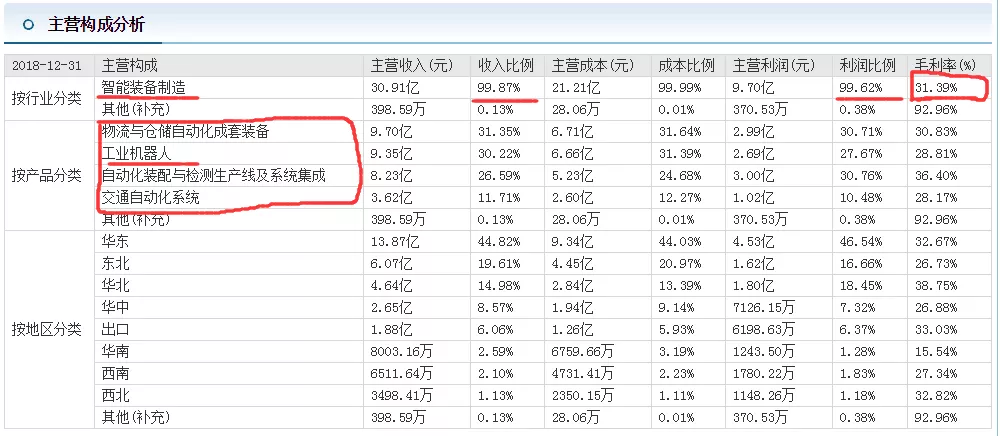 主营构成分析
2018-12-31 主营构成 主营收入(元) 收入比例 主营成本(元) 成本比例 主营利润(元) 利润比例 毛利率(%)
按行业分类 智能装备制造 30.91亿 99.87% 21.21亿 99.99% 9.70亿 99.62% 31.39%
其他(补充) 398.59万 0.13% 28.06万 0.01% 370.53万 0.38% 92.96%
按产品分类 物流与仓储自动化成套装备 9.70亿 31.35% 6.71亿 31.64% 2.99亿 30.71% 30.83%
工业机器人 9.35亿 30.22% 6.66亿 31.39% 2.69亿 27.67% 28.81%
自动化装配与检测生产线及系统集成 8.23亿 26.59% 5.23亿 24.68% 3.00亿 30.76% 36.40%
交通自动化系统 3.62亿 11.71% 2.60亿 12.27% 1.02亿 10.48% 28.17%
其他(补充) 398.59万 0.13% 28.06万 0.01% 370.53万 0.38% 92.96%
按地区分类 华东 13.87亿 44.82% 9.34亿 44.03% 4.53亿 46.54% 32.67%
东北 6.07亿 19.61% 4.45亿 20.97% 1.62亿 16.66% 26.73%
华北 4.64亿 14.98% 2.84亿 13.39% 1.80亿 18.45% 38.75%
华中 2.65亿 8.57% 1.94亿 9.14% 7126.15万 7.32% 26.88%
出口 1.88亿 6.06% 1.26亿 5.93% 6198.63万 6.37% 33.03%
华南 8003.16万 2.59% 6759.66万 3.19% 1243.50万 1.28% 15.54%
西南 6511.64万 2.10% 4731.41万 2.23% 1780.22万 1.83% 27.34%
西北 3498.41万 1.13% 2350.15万 1.11% 1148.26万 1.18% 32.82%
其他(补充) 398.59万 0.13% 28.06万 0.01% 370.53万 0.38% 92.96%